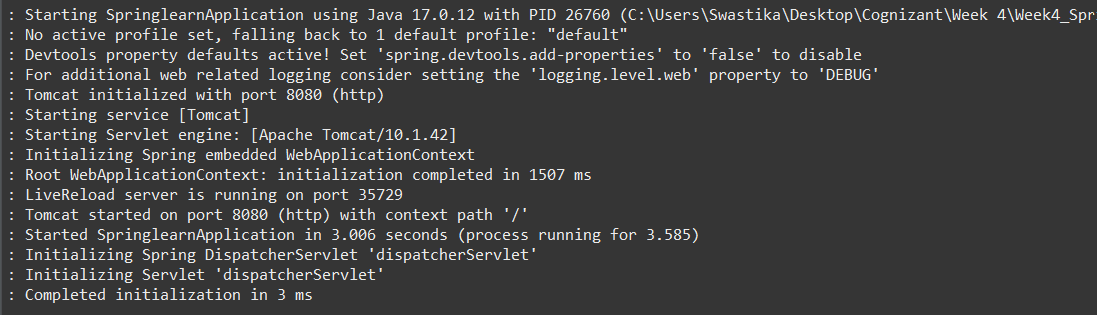 : Starting SpringlearnApplication using Java 17.0.12 with PID 26760 (C:\Users\Swastika\Desktop\Cognizant\Week 4\Week4_Spr
: No active profile set, falling back to 1 default profile: "default"
: Devtools property defaults active! Set 'spring.devtools.add-properties' to 'false' to disable
: For additional web related logging consider setting the 'logging.level.web' property to 'DEBUG'
: Tomcat initialized with port 8080 (http)
: Starting service [Tomcat]
: Starting Servlet engine: [Apache Tomcat/10.1.42]
: Initializing Spring embedded WebApplicationContext
: Root WebApplicationContext: initialization completed in 1507 ms
: LiveReload server is running on port 35729
: Tomcat started on port 8080 (http) with context path '/'
: Started SpringlearnApplication in 3.006 seconds (process running for 3.585)
: Initializing Spring DispatcherServlet 'dispatcherServlet'
: Initializing Servlet 'dispatcherServlet'
: Completed initialization in 3 ms